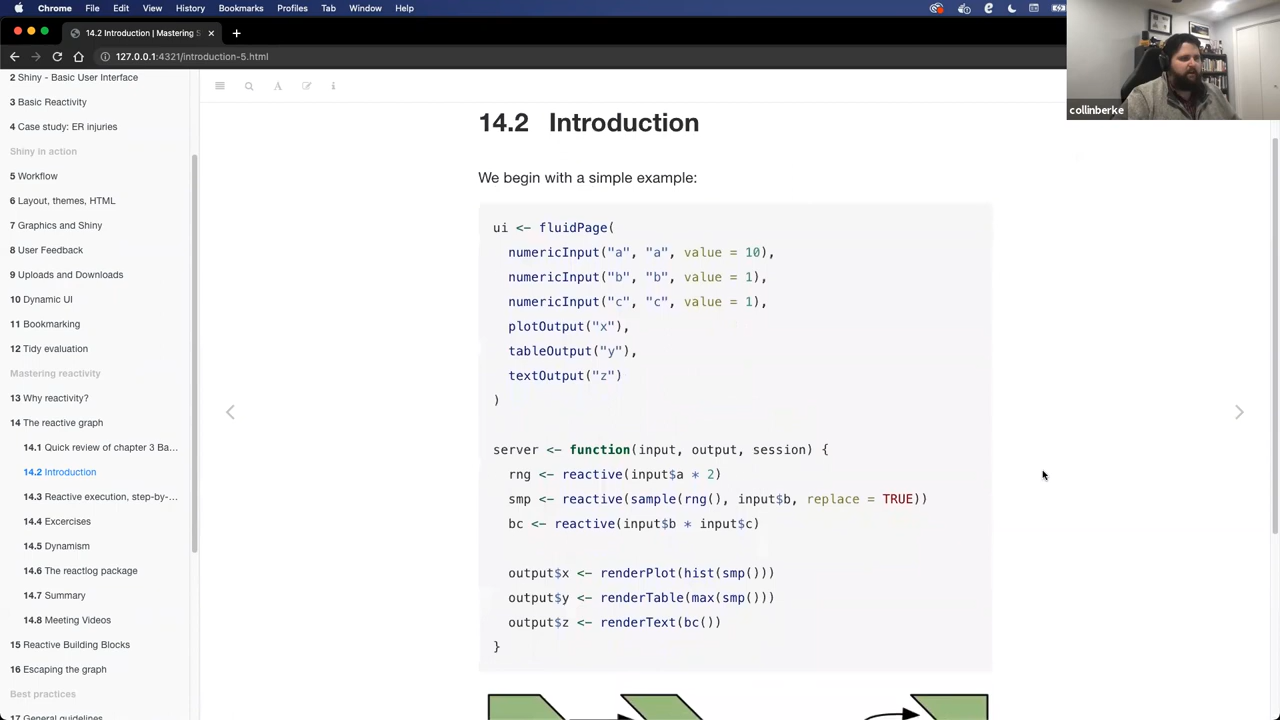 Chrome File Edit View History Bookmarks Profiles Tab Window Help
14.2 Introduction | Mastering S
127.0.0.1:4321/introduction-5.html
collinberke
2 Shiny - Basic User Interface
3 Basic Reactivity
4 Case study: ER injuries
Shiny in action
5 Workflow
6 Layout, themes, HTML
7 Graphics and Shiny
8 User Feedback
9 Uploads and Downloads
10 Dynamic UI
11 Bookmarking
12 Tidy evaluation
Mastering reactivity
13 Why reactivity?
14 The reactive graph
14.1 Quick review of chapter 3 Ba...
14.2 Introduction
14.3 Reactive execution, step-by-...
14.4 Excercises
14.5 Dynamism
14.6 The reactlog package
14.7 Summary
14.8 Meeting Videos
15 Reactive Building Blocks
16 Escaping the graph
Best practices
17 General guidelines
14.2 Introduction
We begin with a simple example:
ui <- fluidPage(
numericInput("a", "a", value = 10),
numericInput("b", "b", value = 1),
numericInput("c", "c", value = 1),
plotOutput("x"),
tableOutput("y"),
textOutput("z")
)
server <- function(input, output, session) {
rng <- reactive(input$a * 2)
smp <- reactive(sample(rng(), input$b, replace = TRUE))
bc <- reactive(input$b * input$c)
output$x <- renderPlot(hist(smp()))
output$y <- renderTable(max(smp()))
output$z <- renderText(bc())
}